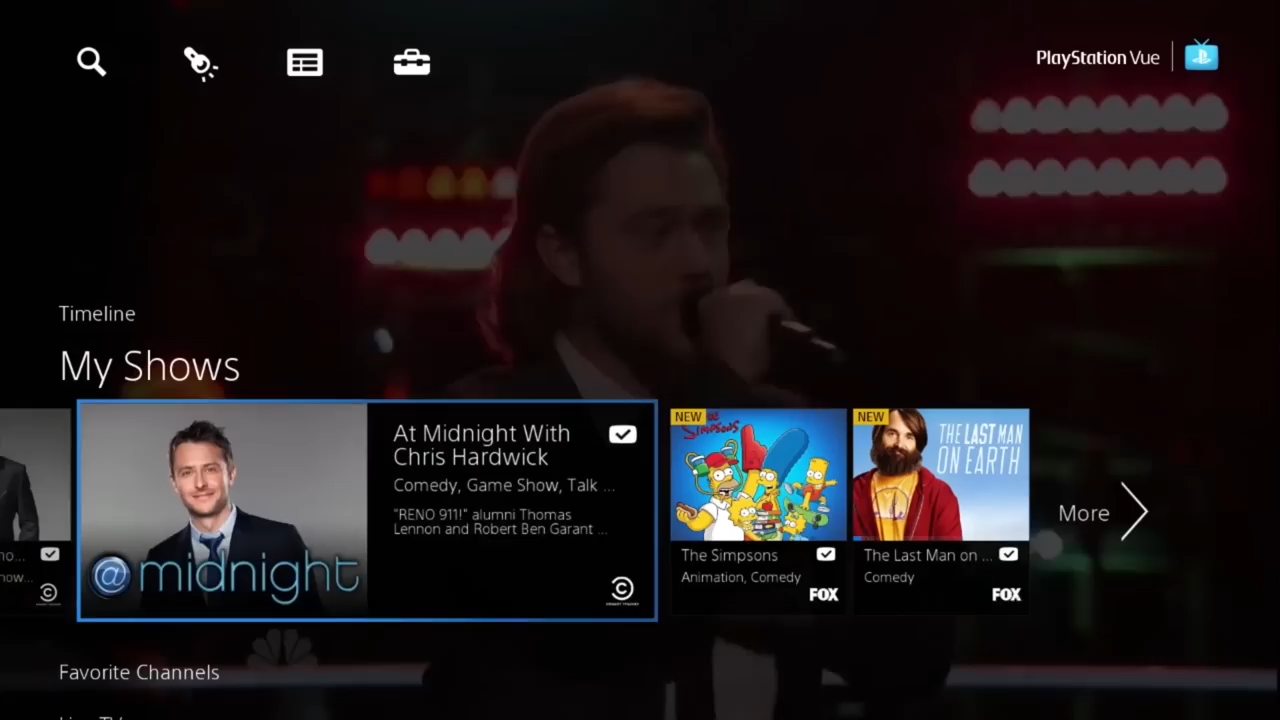 PlayStation Vue
Timeline
My Shows
At Midnight With
Chris Hardwick
Comedy, Game Show, Talk ...
"RENO 911!" alumni Thomas
Lennon and Robert Ben Garant ...
@midnight
NEW
The Simpsons
The Simpsons
Animation, Comedy
FOX
NEW
THE LAST MAN
ON EARTH
The Last Man on ...
Comedy
FOX
More
Favorite Channels